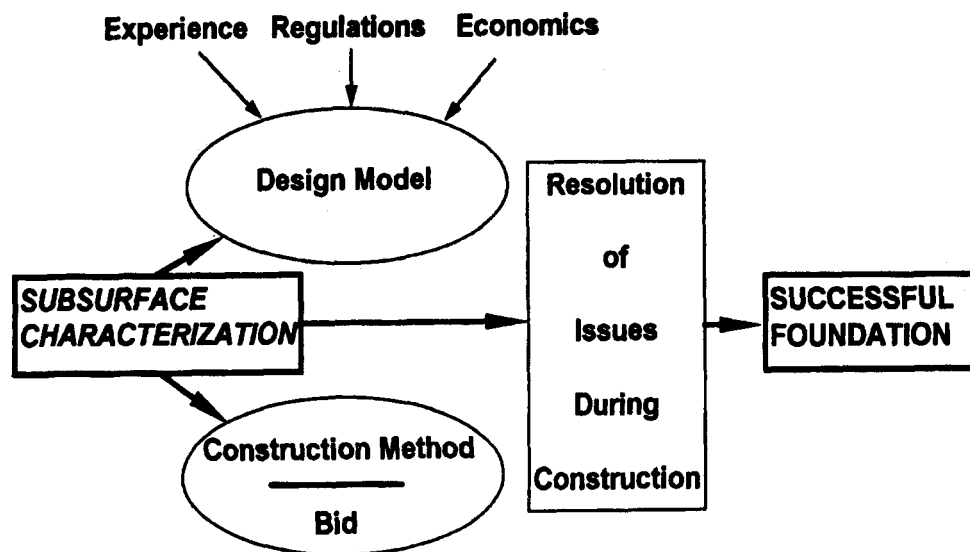 Experience Regulations Economics
Design Model
SUBSURFACE
CHARACTERIZATION
Construction Method
Bid
Resolution
of
Issues
During
Construction
SUCCESSFUL
FOUNDATION